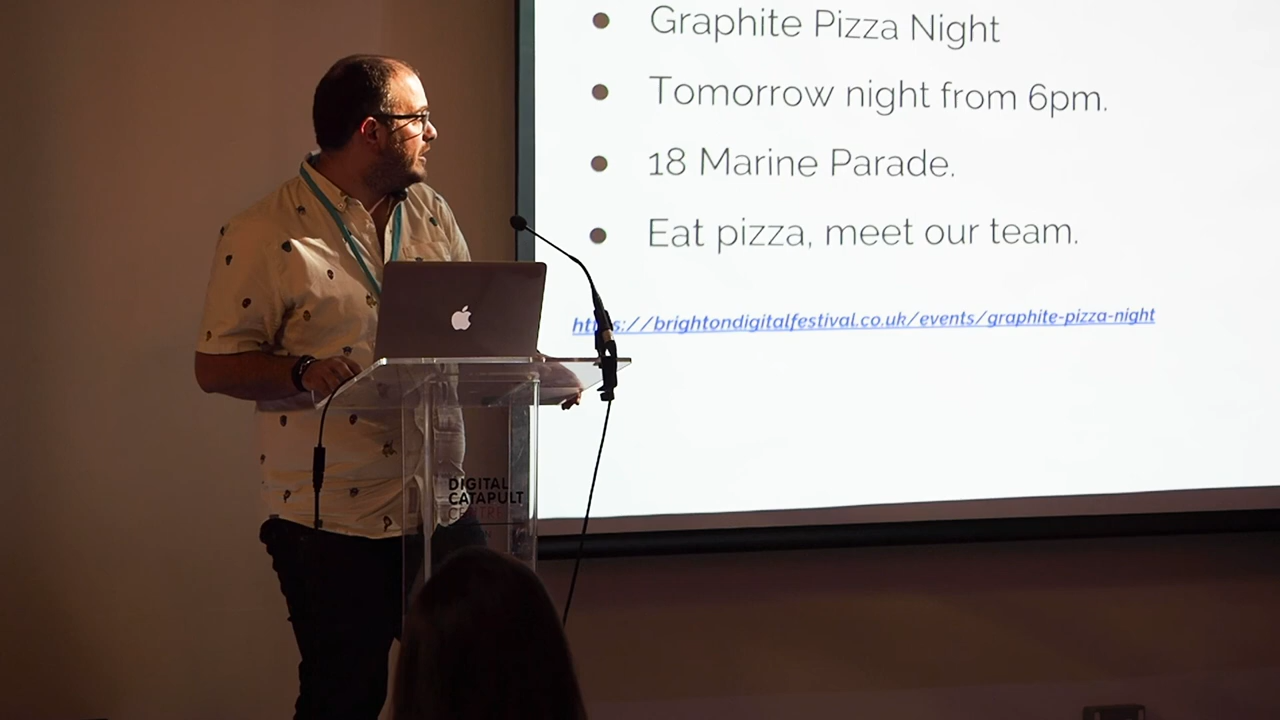 Graphite Pizza Night
Tomorrow night from 6pm.
18 Marine Parade.
Eat pizza, meet our team.
https://brightondigitalfestival.co.uk/events/graphite-pizza-night
DIGITAL
CATAPULT
CENTRE